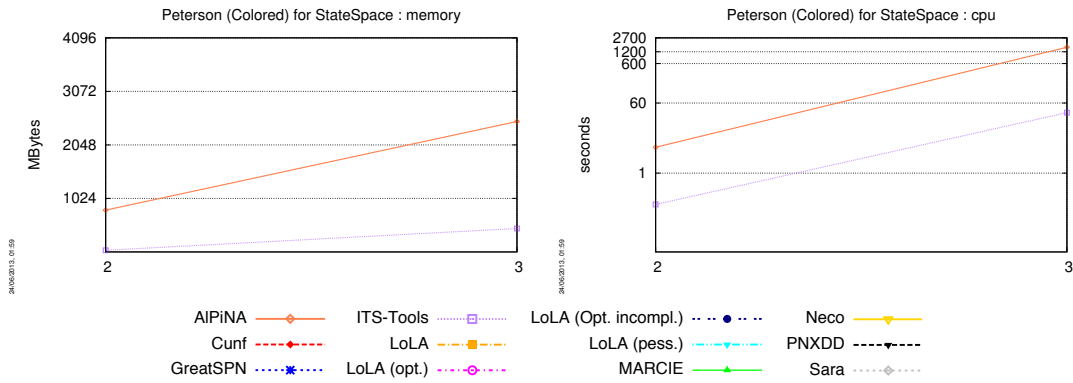 Peterson (Colored) for StateSpace : memory
4096
3072
2048
1024
MBytes
2
3
24/06/2013, 01:59
Peterson (Colored) for StateSpace : cpu
2700
1200
600
60
1
seconds
2
3
24/06/2013, 01:59
AlPiNA
ITS-Tools
LoLA (Opt. incompl.)
Neco
Cunf
LoLA
LoLA (pess.)
PNXDD
GreatSPN
LoLA (opt.)
MARCIE
Sara